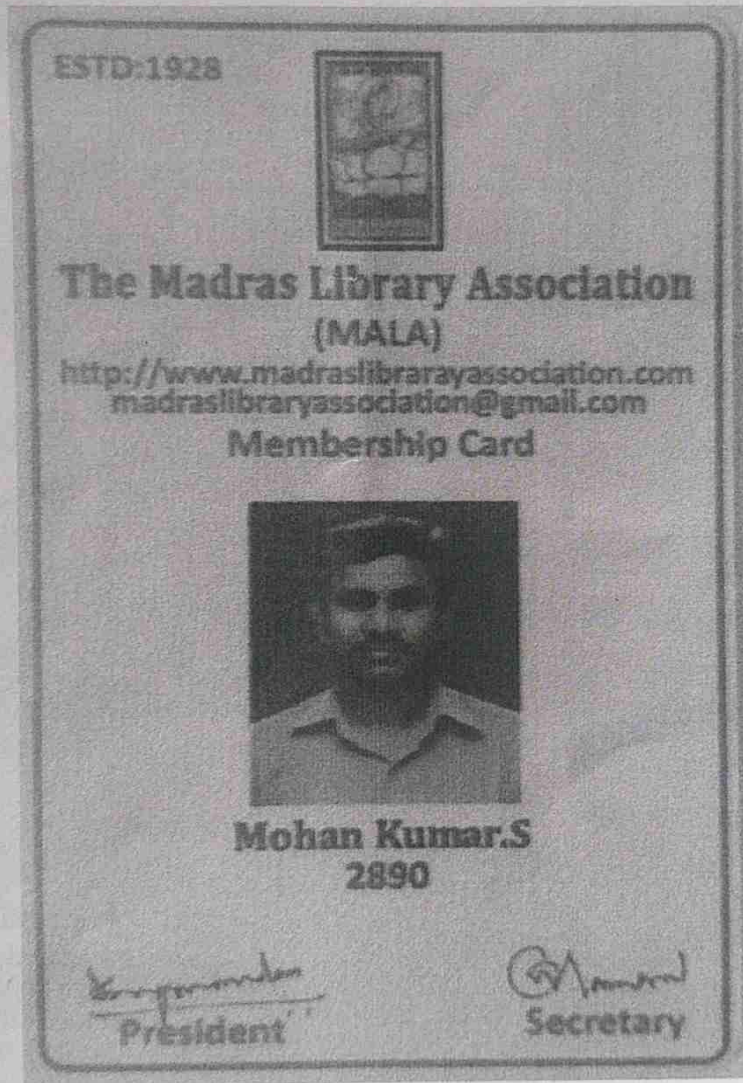 ESTD:1928
The Madras Library Association
(MALA)
http://www.madraslibrarayassociation.com
madraslibraryassociation@gmail.com
Membership Card
Mohan Kumar.S
2890
President
Secretary